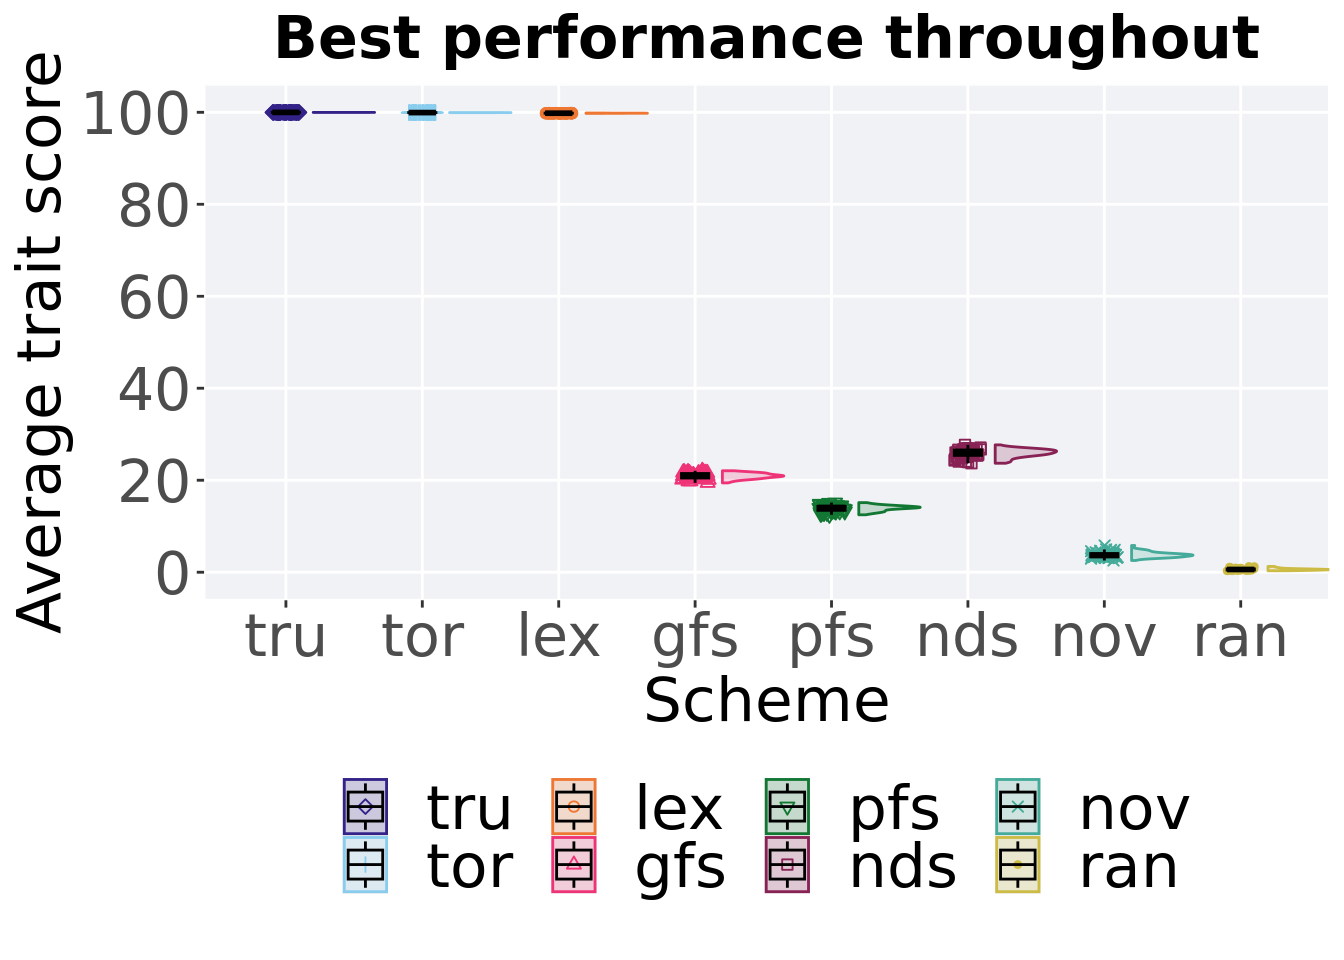 Best performance throughout
Average trait score
100
80
60
40
20
0
tru tor lex gfs pfs nds nov ran
Scheme
tru lex pfs nov
tor gfs nds ran